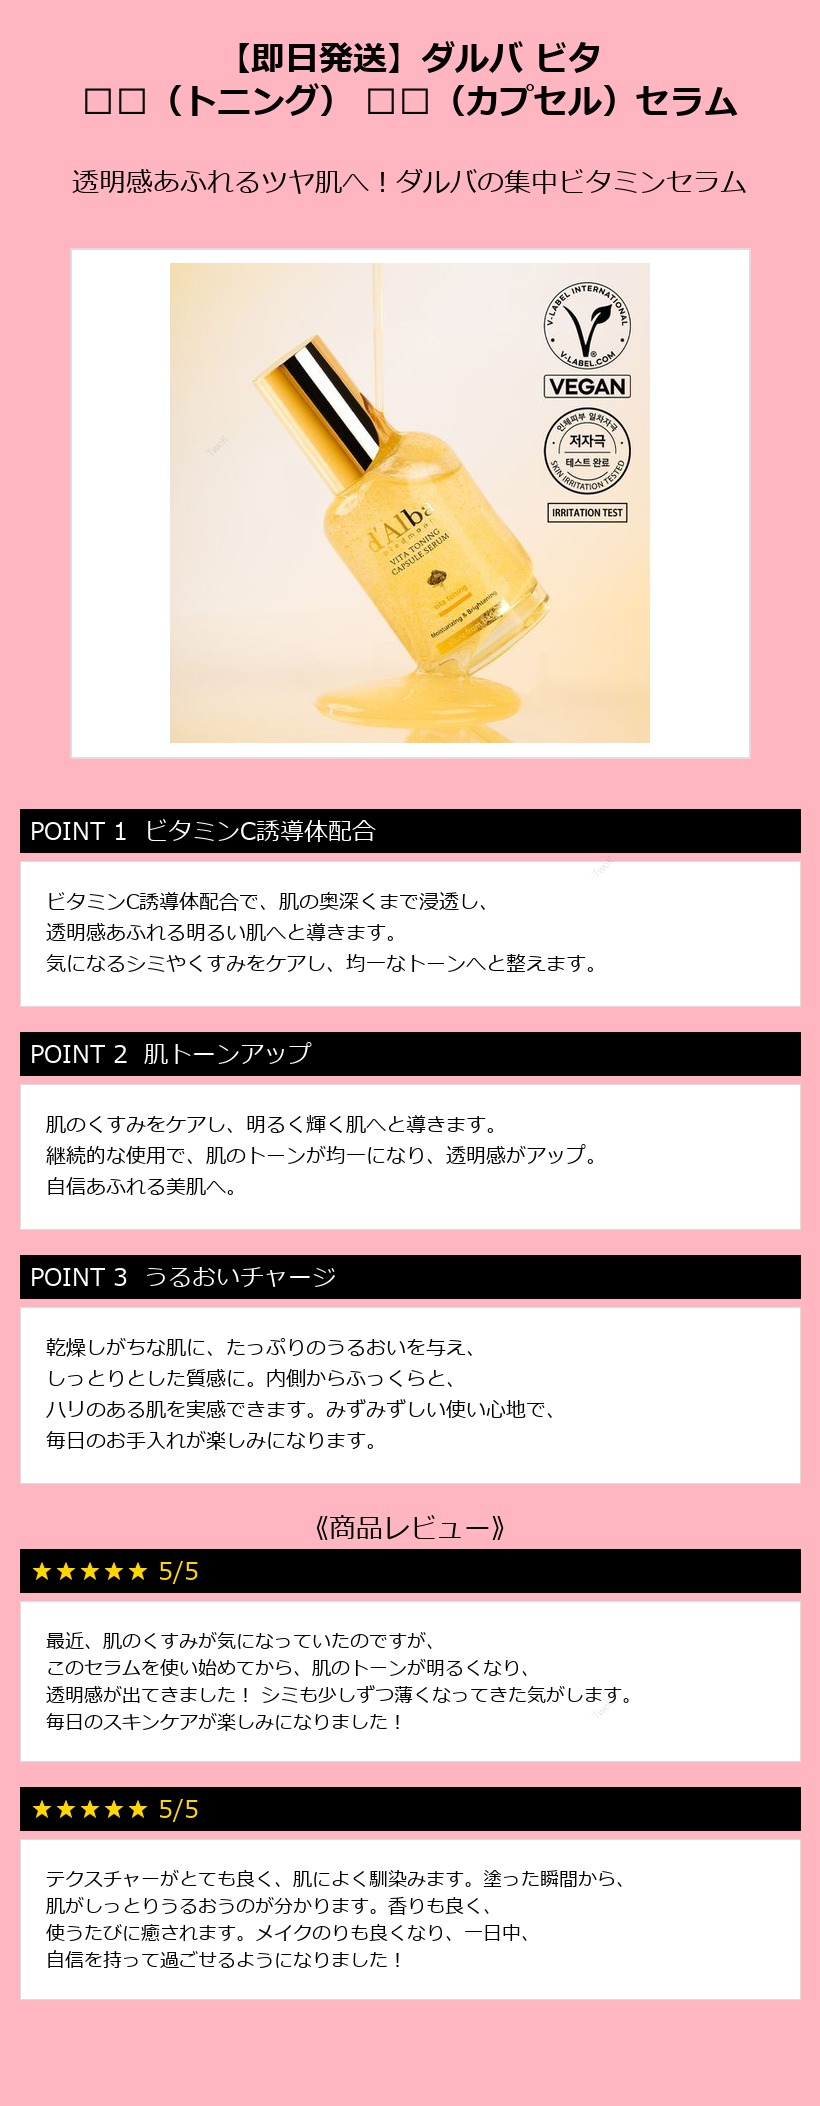 【即日発送】ダルバ ビタ
□□（トニング） □□（カプセル）セラム
透明感あふれるツヤ肌へ！ダルバの集中ビタミンセラム
V-LABEL INTERNATIONAL
V-LABEL.COM
VEGAN
인체피부 일차자극
저자극
테스트 완료
SKIN IRRITATION TESTED
IRRITATION TEST
d'Alba
piedmont
VITA TONING
CAPSULE SERUM
vita toning
Moisturizing & Brightening
POINT 1 ビタミンC誘導体配合
ビタミンC誘導体配合で、肌の奥深くまで浸透し、
透明感あふれる明るい肌へと導きます。
気になるシミやくすみをケアし、均一なトーンへと整えます。
POINT 2 肌トーンアップ
肌のくすみをケアし、明るく輝く肌へと導きます。
継続的な使用で、肌のトーンが均一になり、透明感がアップ。
自信あふれる美肌へ。
POINT 3 うるおいチャージ
乾燥しがちな肌に、たっぷりのうるおいを与え、
しっとりとした質感に。内側からふっくらと、
ハリのある肌を実感できます。みずみずしい使い心地で、
毎日のお手入れが楽しみになります。
《商品レビュー》
★★★★★ 5/5
最近、肌のくすみが気になっていたのですが、
このセラムを使い始めてから、肌のトーンが明るくなり、
透明感が出てきました！ シミも少しずつ薄くなってきた気がします。
毎日のスキンケアが楽しみになりました！
★★★★★ 5/5
テクスチャーがとても良く、肌によく馴染みます。塗った瞬間から、
肌がしっとりうるおうのが分かります。香りも良く、
使うたびに癒されます。メイクのりも良くなり、一日中、
自信を持って過ごせるようになりました！